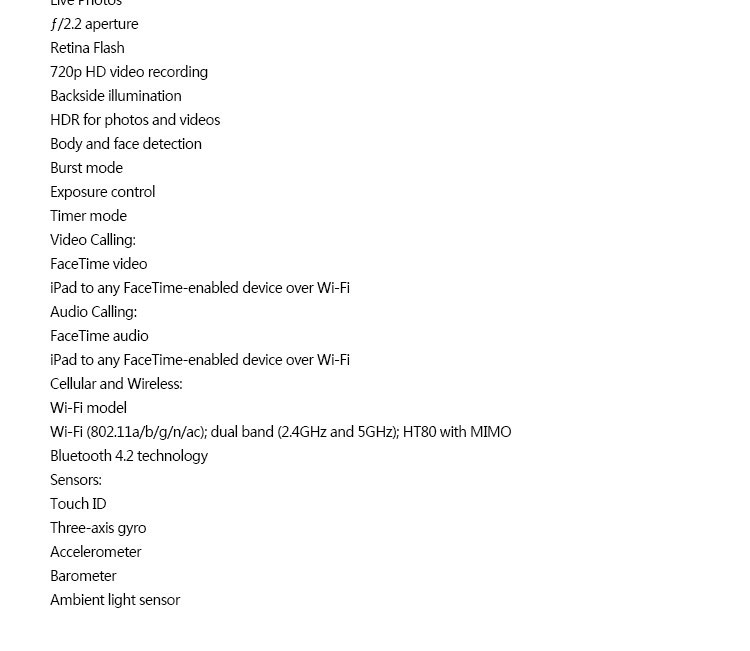 Live Photos
ƒ/2.2 aperture
Retina Flash
720p HD video recording
Backside illumination
HDR for photos and videos
Body and face detection
Burst mode
Exposure control
Timer mode
Video Calling:
FaceTime video
iPad to any FaceTime-enabled device over Wi-Fi
Audio Calling:
FaceTime audio
iPad to any FaceTime-enabled device over Wi-Fi
Cellular and Wireless:
Wi-Fi model
Wi-Fi (802.11a/b/g/n/ac); dual band (2.4GHz and 5GHz); HT80 with MIMO
Bluetooth 4.2 technology
Sensors:
Touch ID
Three-axis gyro
Accelerometer
Barometer
Ambient light sensor